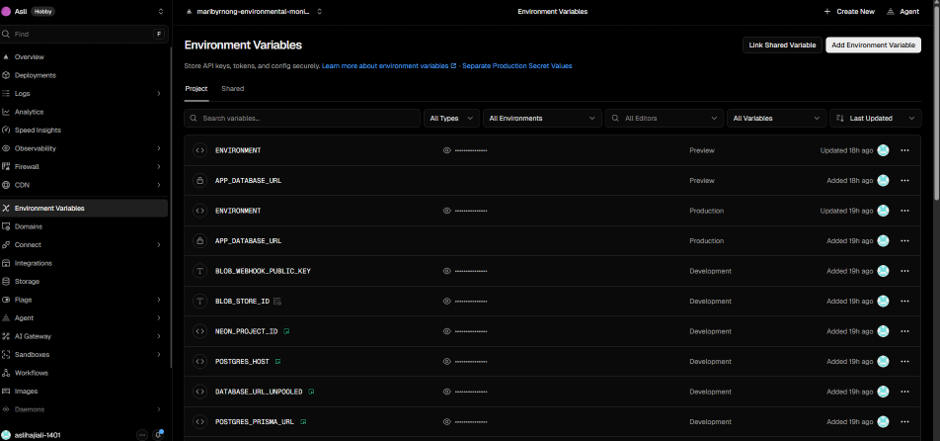 Asli Hobby
Find F
Overview
Deployments
Logs
Analytics
Speed Insights
Observability
Firewall
CDN
Environment Variables
Domains
Connect
Integrations
Storage
Flags
Agent
AI Gateway
Sandboxes
Workflows
Images
Daemons
aslihajiali-1401
maribyrnong-environmental-moni...
Environment Variables
Create New
Agent
Environment Variables
Link Shared Variable
Add Environment Variable
Store API keys, tokens, and config securely. Learn more about environment variables · Separate Production Secret Values
Project Shared
Search variables... All Types All Environments All Editors All Variables Last Updated
ENVIRONMENT •••••••••••••• Preview Updated 18h ago
APP_DATABASE_URL Preview Added 18h ago
ENVIRONMENT •••••••••••••• Production Updated 19h ago
APP_DATABASE_URL Production Added 19h ago
BLOB_WEBHOOK_PUBLIC_KEY •••••••••••••• Development Added 19h ago
BLOB_STORE_ID •••••••••••••• Development Added 19h ago
NEON_PROJECT_ID •••••••••••••• Development Added 19h ago
POSTGRES_HOST •••••••••••••• Development Added 19h ago
DATABASE_URL_UNPOOLED •••••••••••••• Development Added 19h ago
POSTGRES_PRISMA_URL •••••••••••••• Development Added 19h ago